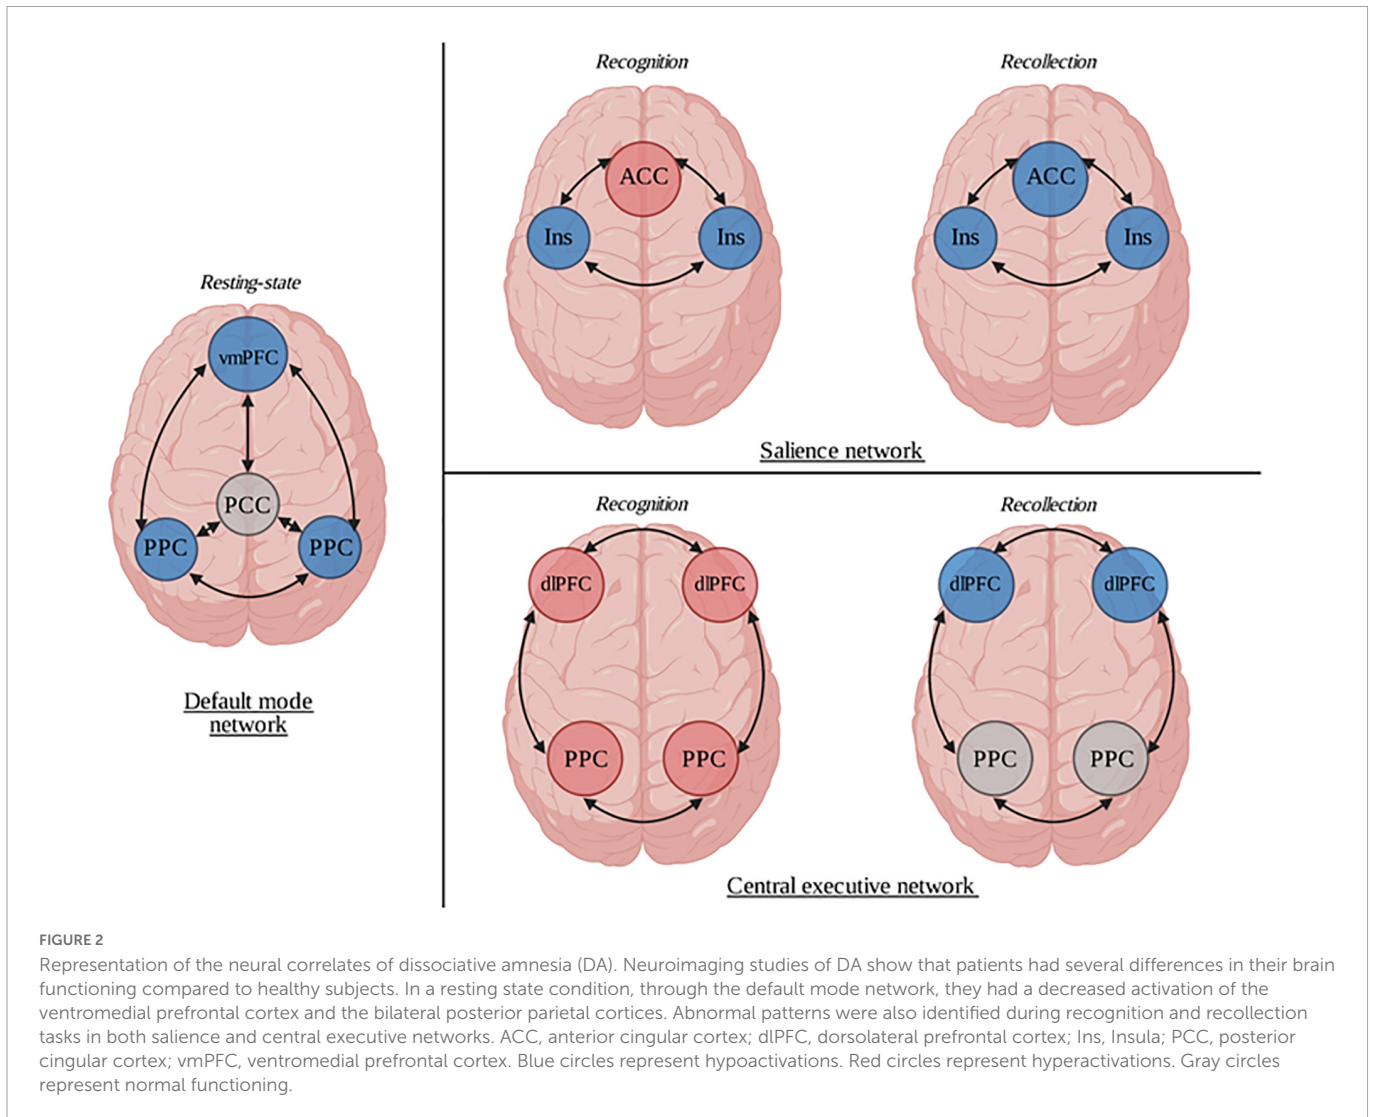 Resting-state
vmPFC
PCC
PPC
PPC
Default mode
network
Recognition
ACC
Ins
Ins
Recollection
ACC
Ins
Ins
Salience network
Recognition
dlPFC
dlPFC
PPC
PPC
Recollection
dlPFC
dlPFC
PPC
PPC
Central executive network
FIGURE 2
Representation of the neural correlates of dissociative amnesia (DA). Neuroimaging studies of DA show that patients had several differences in their brain
functioning compared to healthy subjects. In a resting state condition, through the default mode network, they had a decreased activation of the
ventromedial prefrontal cortex and the bilateral posterior parietal cortices. Abnormal patterns were also identified during recognition and recollection
tasks in both salience and central executive networks. ACC, anterior cingular cortex; dlPFC, dorsolateral prefrontal cortex; Ins, Insula; PCC, posterior
cingular cortex; vmPFC, ventromedial prefrontal cortex. Blue circles represent hypoactivations. Red circles represent hyperactivations. Gray circles
represent normal functioning.